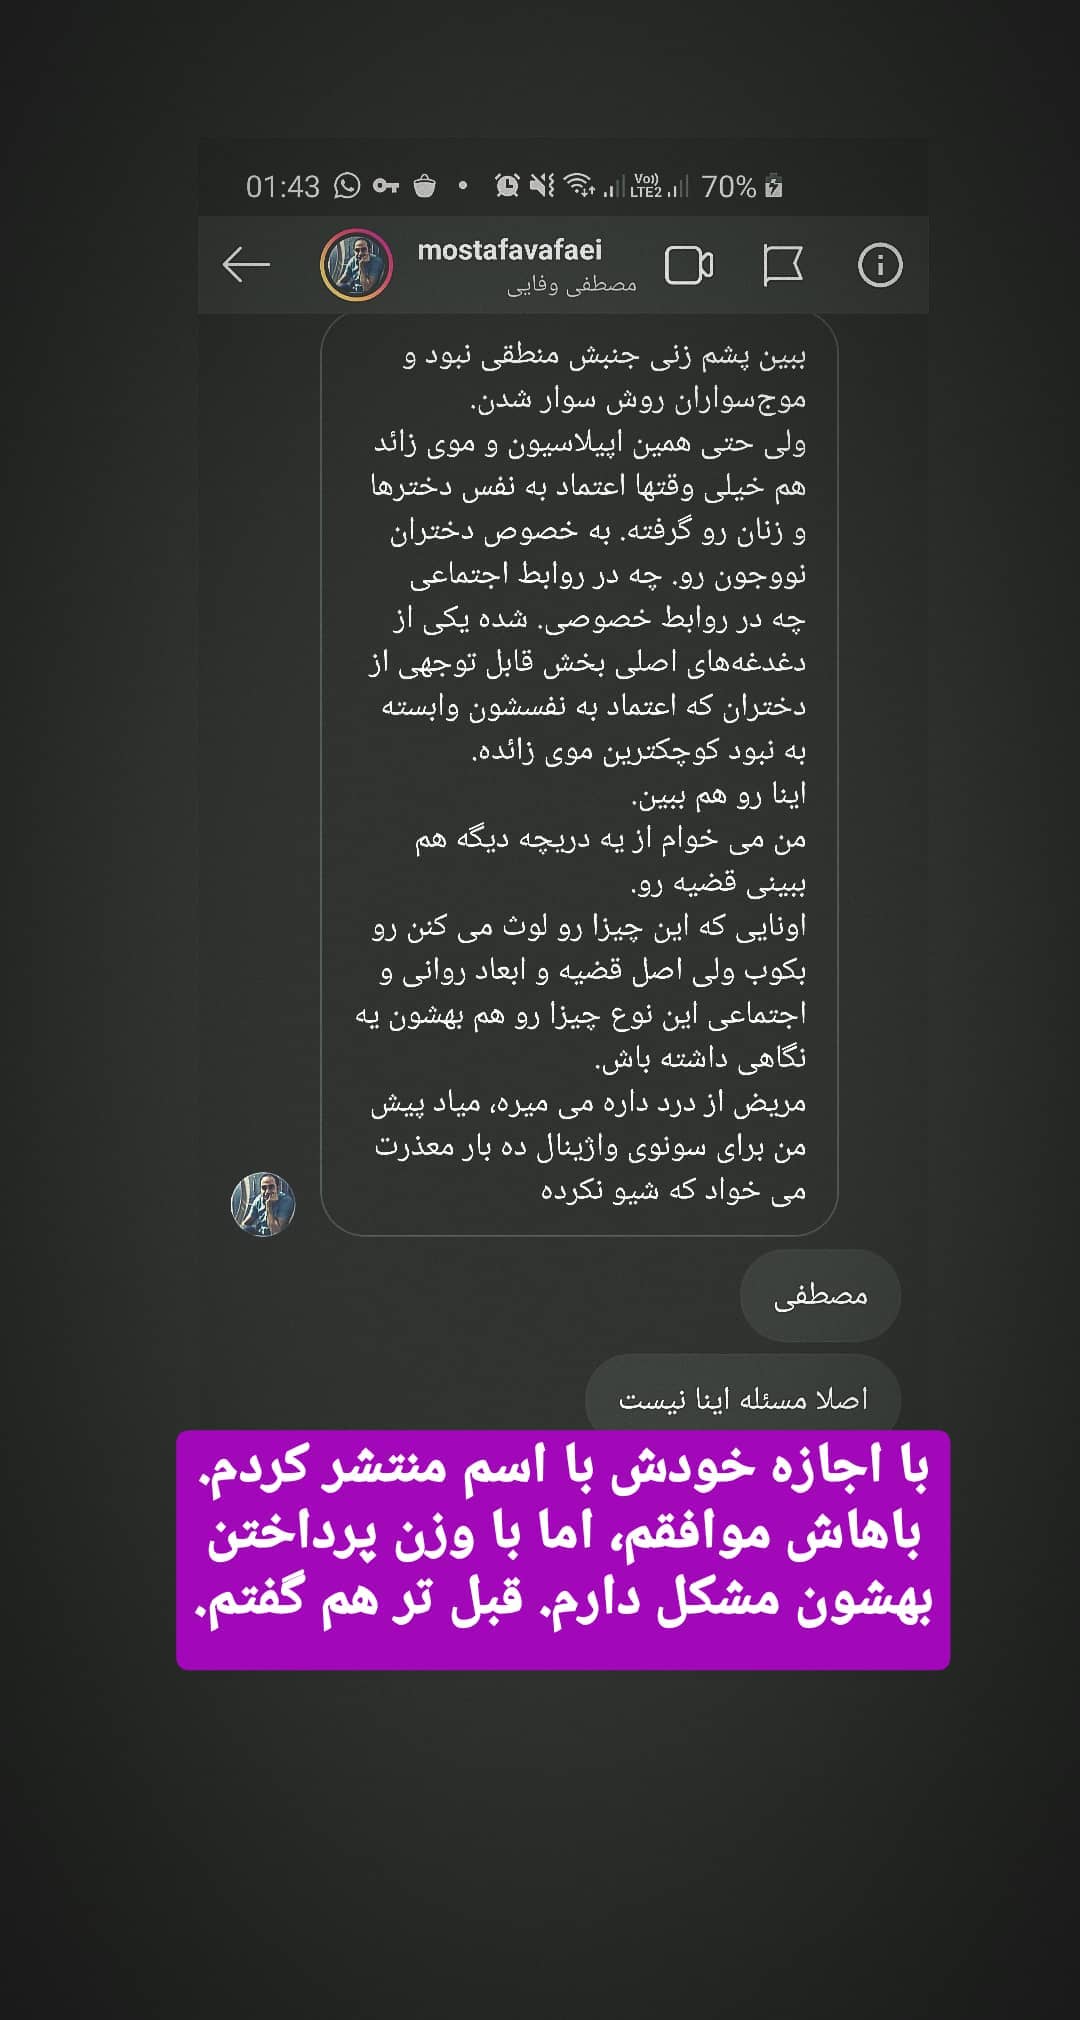 01:43 70%
Vo)) LTE2
mostafavafaei
مصطفی وفایی
ببین پشم زنی جنبش منطقی نبود و
موج‌سواران روش سوار شدن.
ولی حتی همین اپیلاسیون و موی زائد
هم خیلی وقتها اعتماد به نفس دخترها
و زنان رو گرفته. به خصوص دختران
نووجون رو. چه در روابط اجتماعی
چه در روابط خصوصی. شده یکی از
دغدغه‌های اصلی بخش قابل توجهی از
دختران که اعتماد به نفسشون وابسته
به نبود کوچکترین موی زائده.
اینا رو هم ببین.
من می خوام از یه دریچه دیگه هم
ببینی قضیه رو.
اونایی که این چیزا رو لوث می کنن رو
بکوب ولی اصل قضیه و ابعاد روانی و
اجتماعی این نوع چیزا رو هم بهشون یه
نگاهی داشته باش.
مریض از درد داره می میره، میاد پیش
من برای سونوی واژینال ده بار معذرت
می خواد که شیو نکرده
مصطفی
اصلا مسئله اینا نیست
با اجازه خودش با اسم منتشر کردم.
باهاش موافقم، اما با وزن پرداختن
بهشون مشکل دارم. قبل تر هم گفتم.